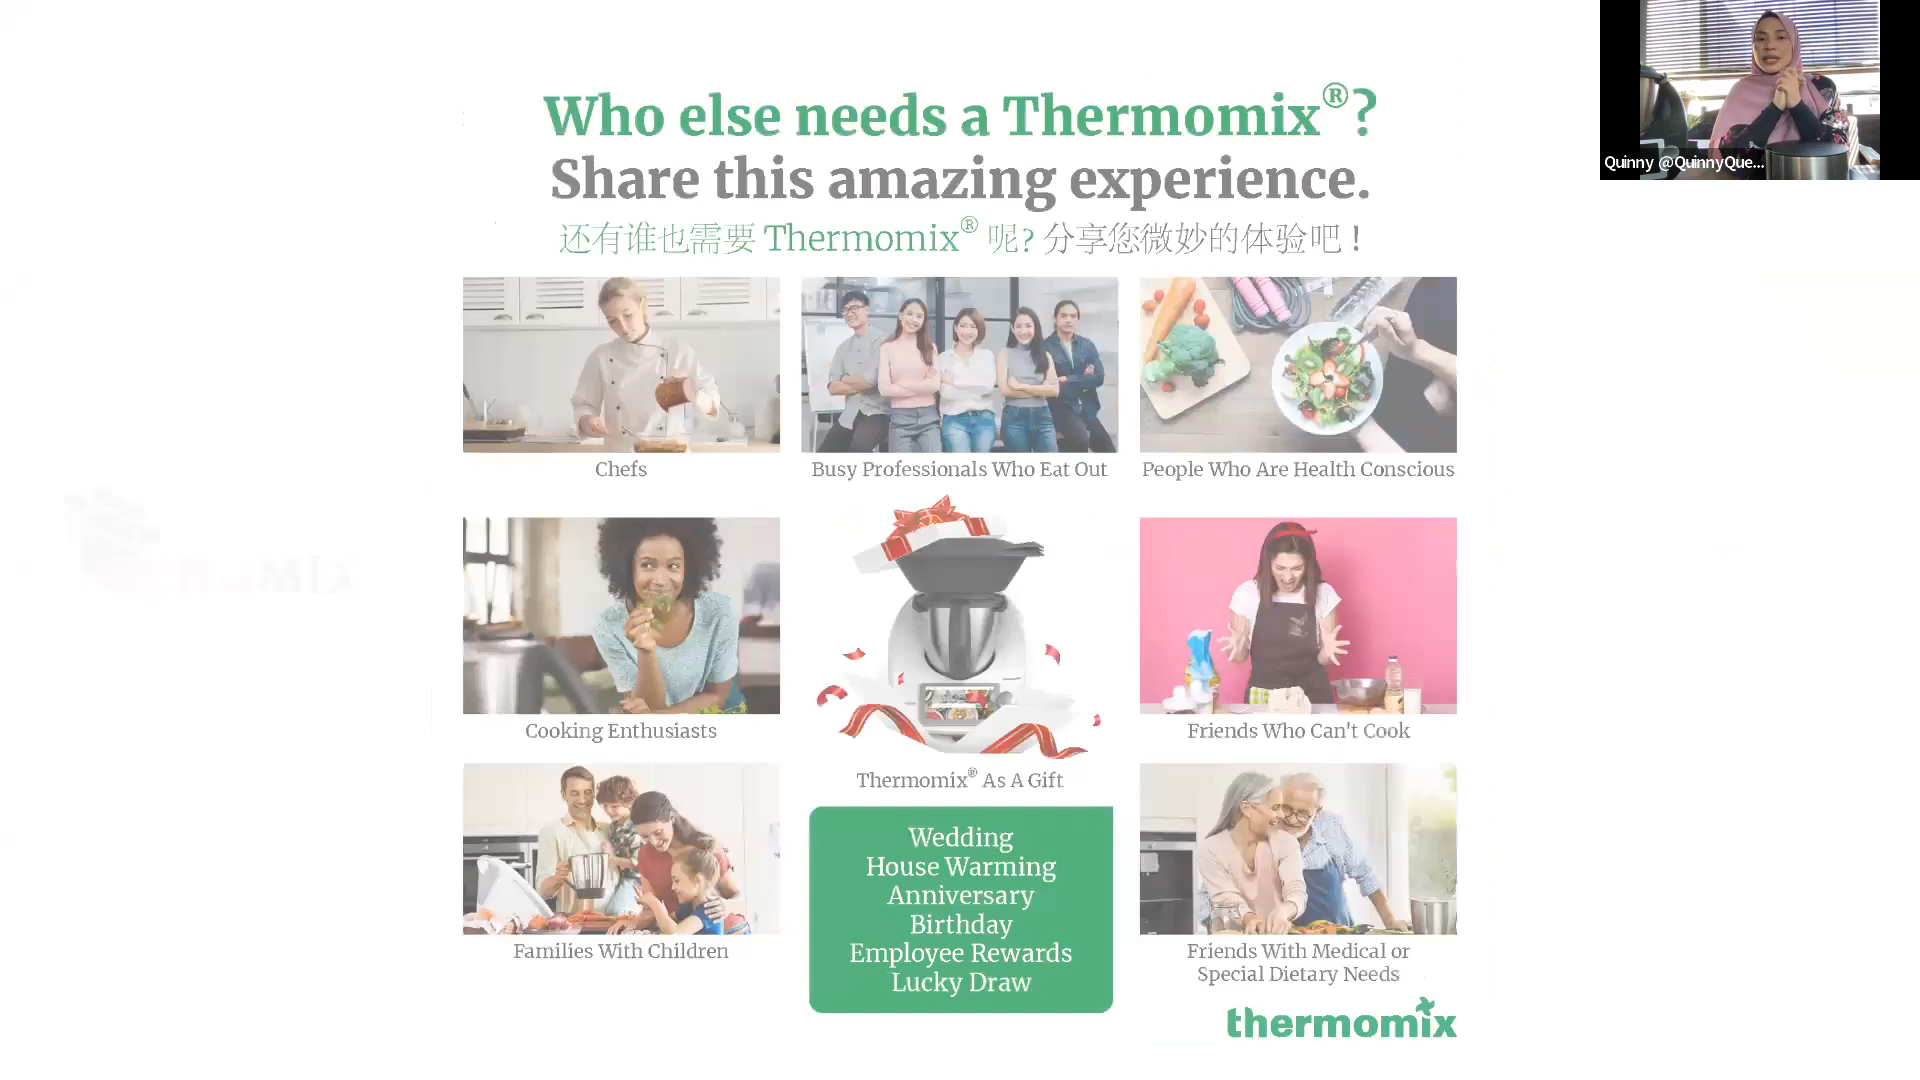 Who else needs a Thermomix®?
Share this amazing experience.
还有谁也需要 Thermomix® 呢? 分享您微妙的体验吧！
Quinny @QuinnyQue...
Chefs
Busy Professionals Who Eat Out
People Who Are Health Conscious
Cooking Enthusiasts
Thermomix® As A Gift
Friends Who Can't Cook
Families With Children
Wedding
House Warming
Anniversary
Birthday
Employee Rewards
Lucky Draw
Friends With Medical or
Special Dietary Needs
thermomix